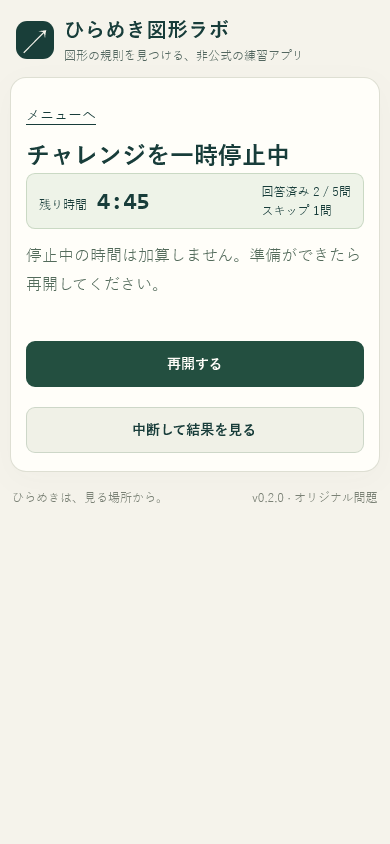 ひらめき図形ラボ
図形の規則を見つける、非公式の練習アプリ
メニューへ
チャレンジを一時停止中
残り時間 4:45
回答済み 2 / 5問
スキップ 1問
停止中の時間は加算しません。準備ができたら
再開してください。
再開する
中断して結果を見る
ひらめきは、見る場所から。
v0.2.0 · オリジナル問題